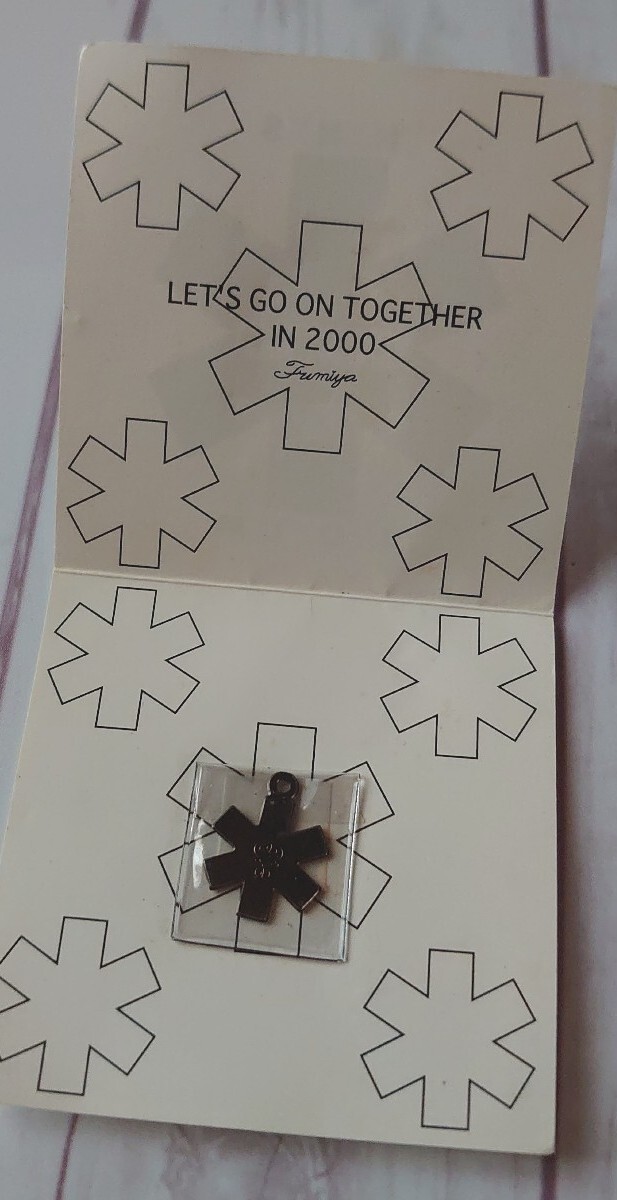 LET'S GO ON TOGETHER
IN 2000
Fumiya